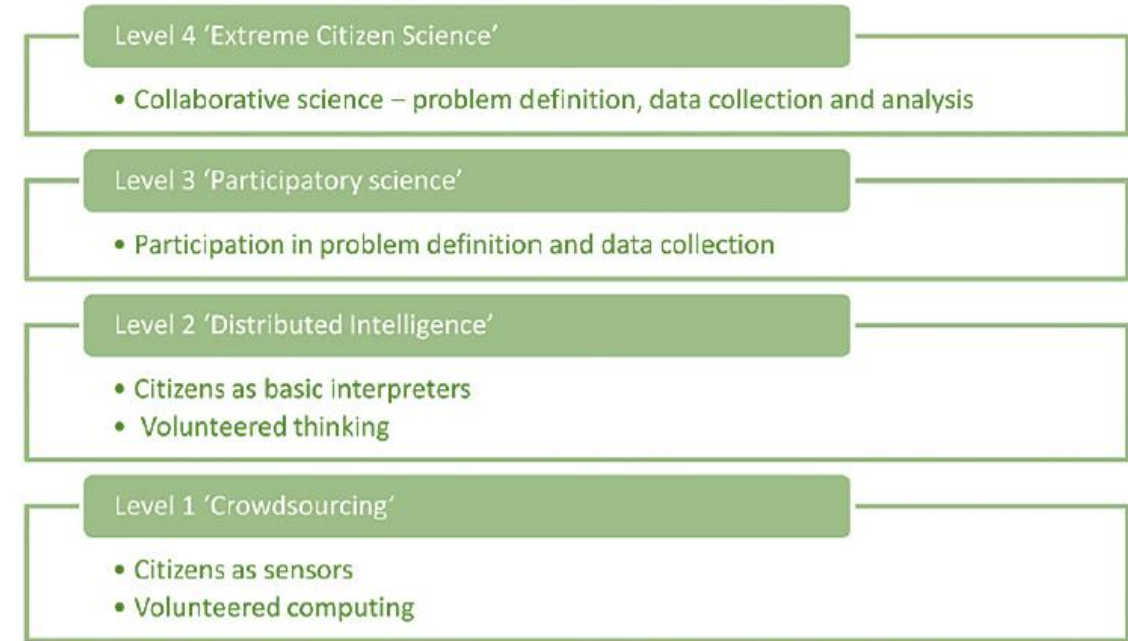 Level 4 ‘Extreme Citizen Science’
• Collaborative science – problem definition, data collection and analysis
Level 3 ‘Participatory science’
• Participation in problem definition and data collection
Level 2 ‘Distributed Intelligence’
• Citizens as basic interpreters
• Volunteered thinking
Level 1 ‘Crowdsourcing’
• Citizens as sensors
• Volunteered computing